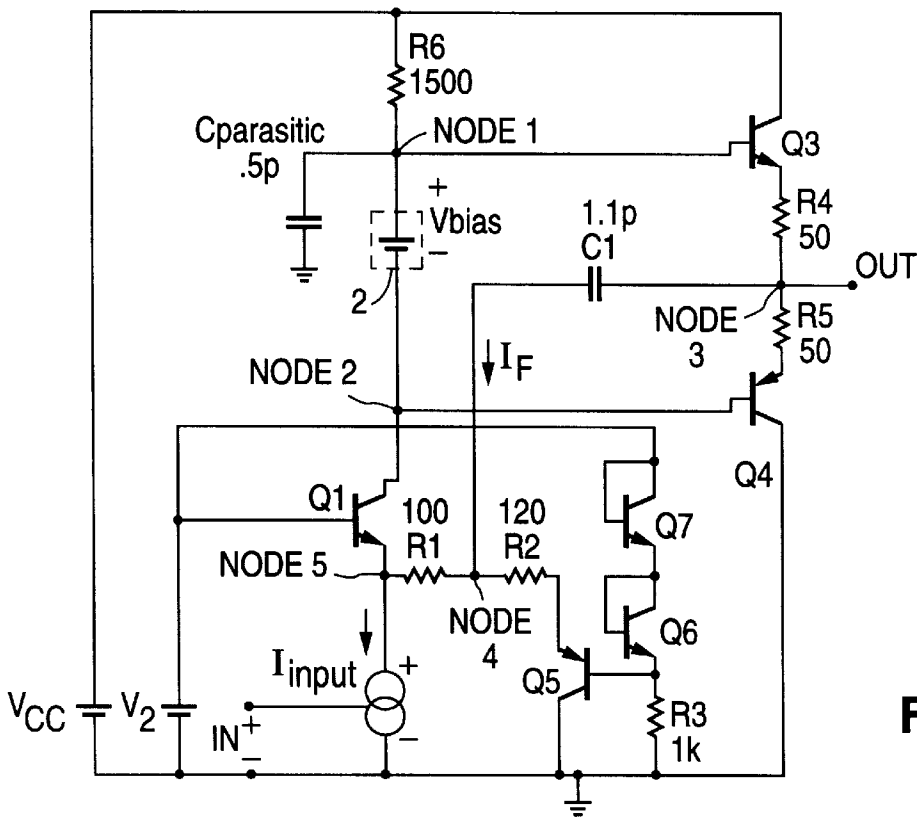 R6
1500
Cparasitic
.5p
NODE 1
Q3
+
Vbias
−
2
1.1p
C1
R4
50
OUT
NODE
3
R5
50
I_F
NODE 2
Q4
Q1
100
R1
120
R2
Q7
NODE 5
NODE
4
Q6
I_input
+
−
Q5
V_CC
V_2
IN
+
−
R3
1k
F